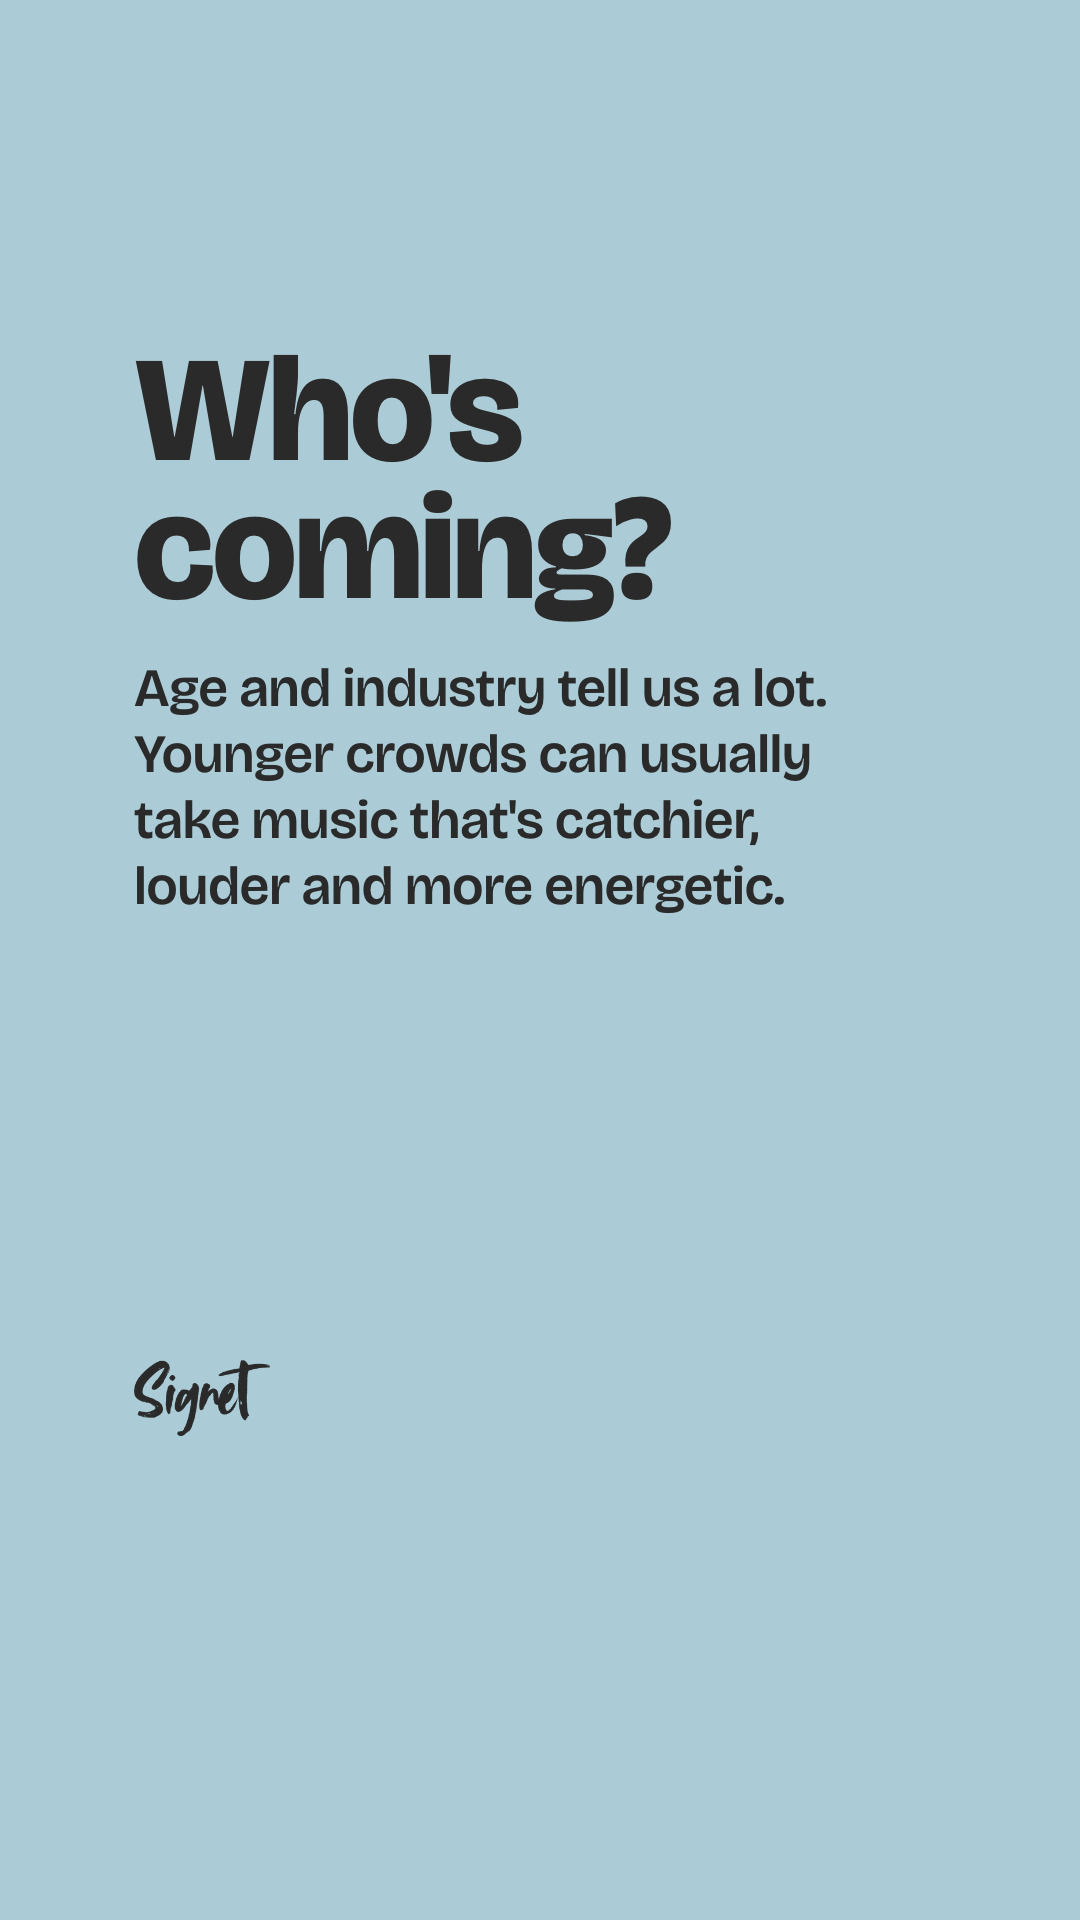 Who's
coming?
Age and industry tell us a lot.
Younger crowds can usually
take music that's catchier,
louder and more energetic.
Signet